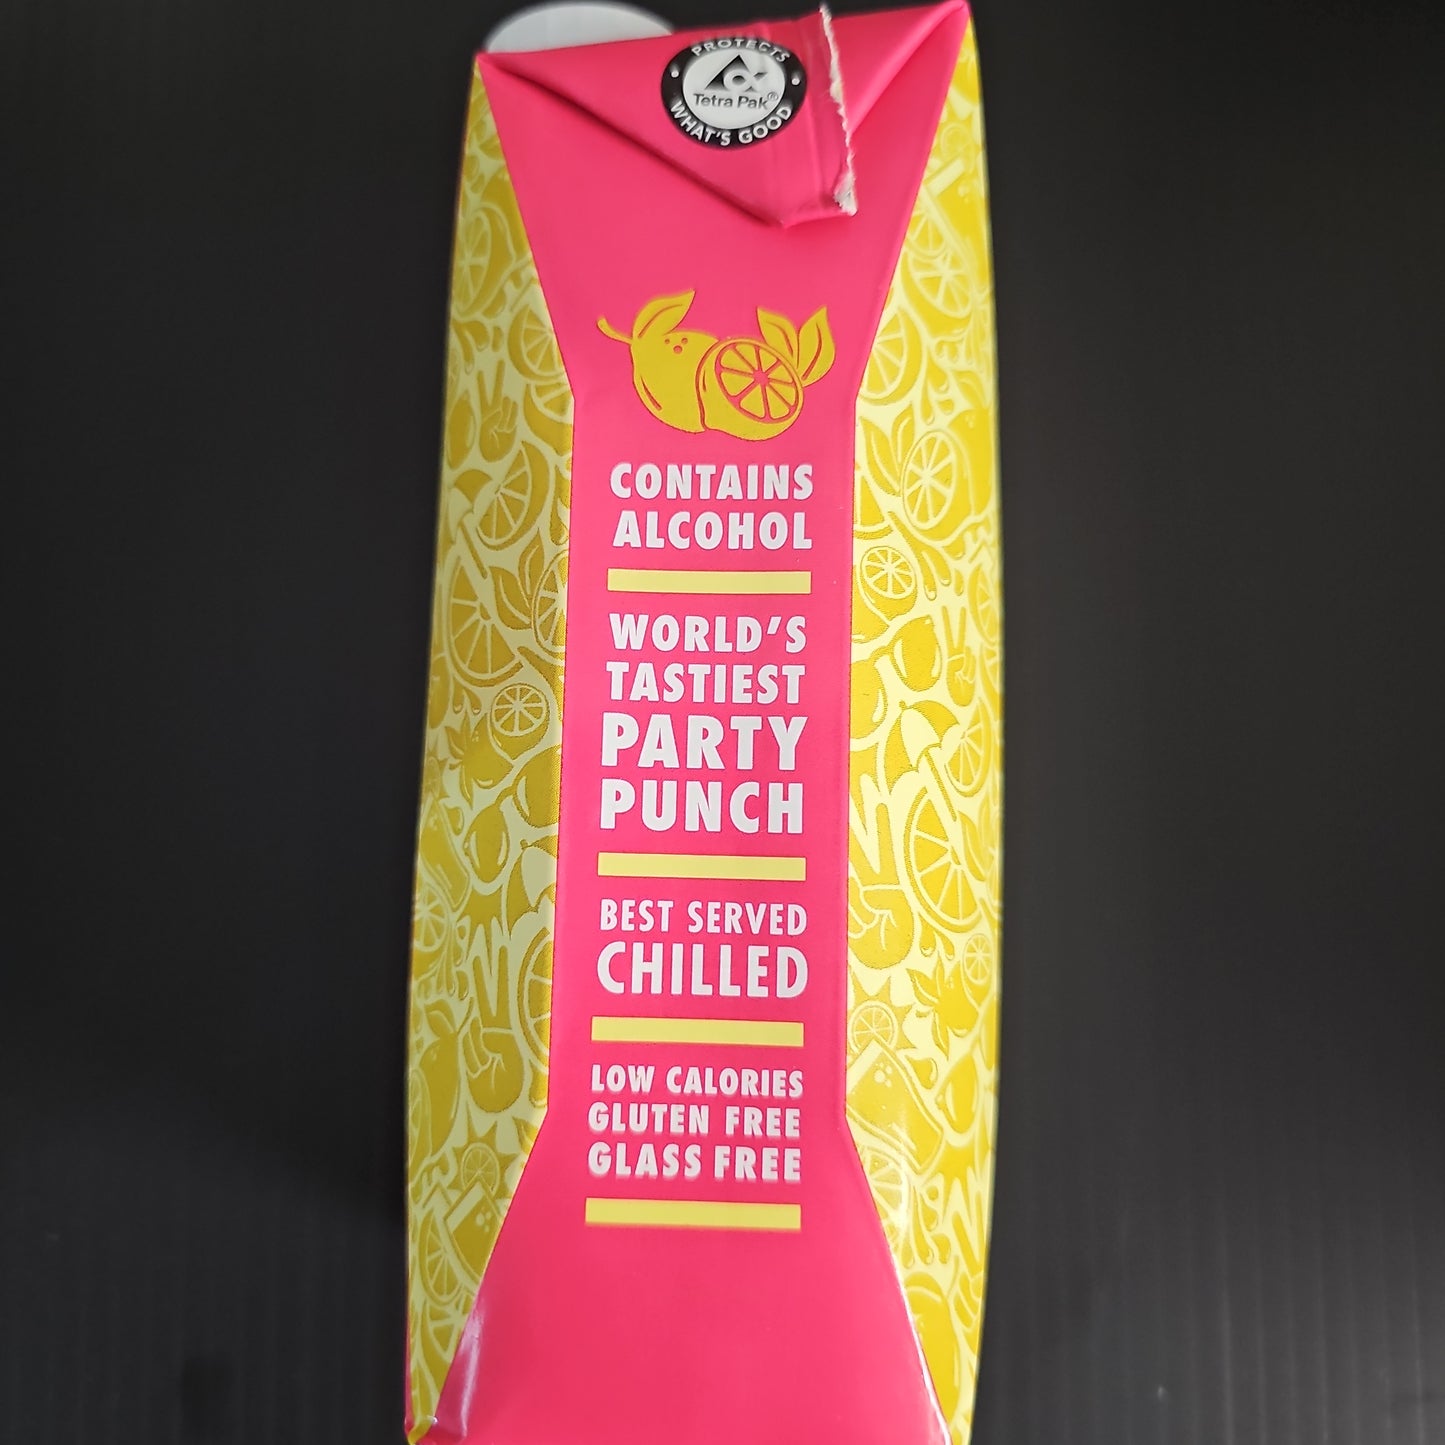 PROTECTS
Tetra Pak®
WHAT'S GOOD
CONTAINS
ALCOHOL
WORLD'S
TASTIEST
PARTY
PUNCH
BEST SERVED
CHILLED
LOW CALORIES
GLUTEN FREE
GLASS FREE